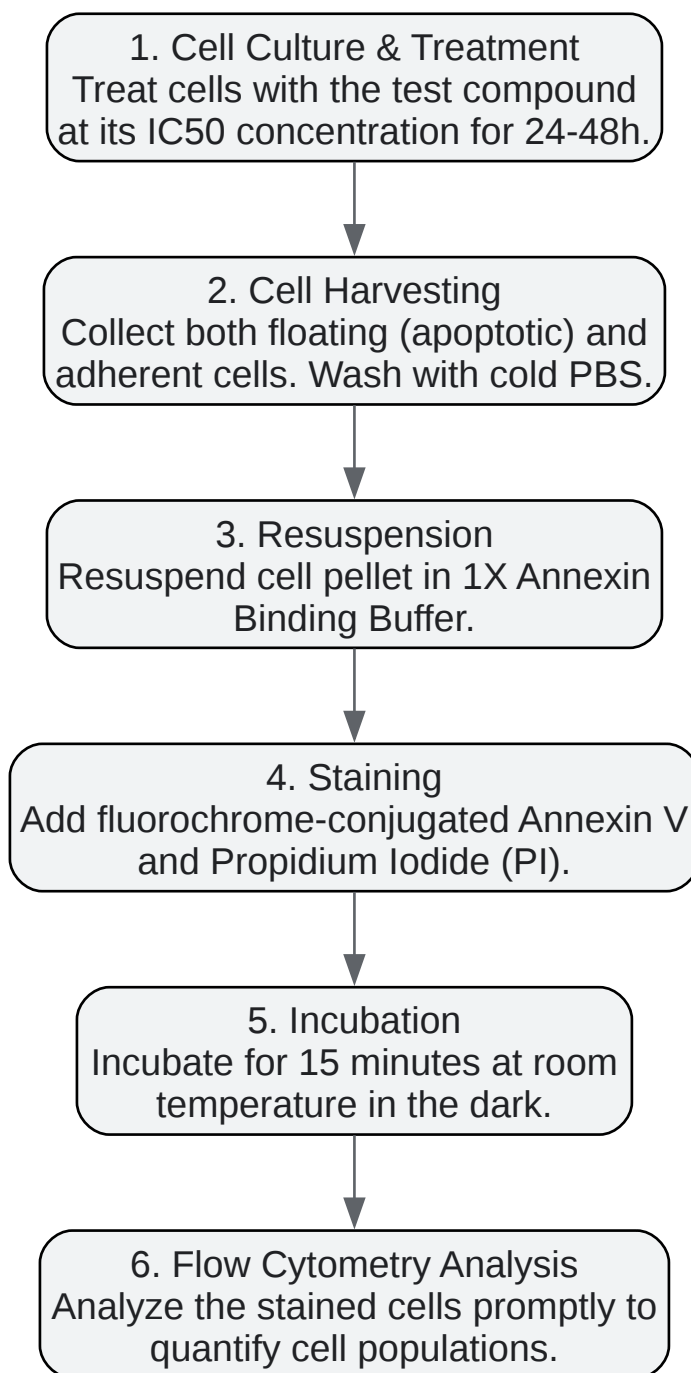 1. Cell Culture & Treatment
Treat cells with the test compound
at its IC50 concentration for 24-48h.
2. Cell Harvesting
Collect both floating (apoptotic) and
adherent cells. Wash with cold PBS.
3. Resuspension
Resuspend cell pellet in 1X Annexin
Binding Buffer.
4. Staining
Add fluorochrome-conjugated Annexin V
and Propidium Iodide (PI).
5. Incubation
Incubate for 15 minutes at room
temperature in the dark.
6. Flow Cytometry Analysis
Analyze the stained cells promptly to
quantify cell populations.